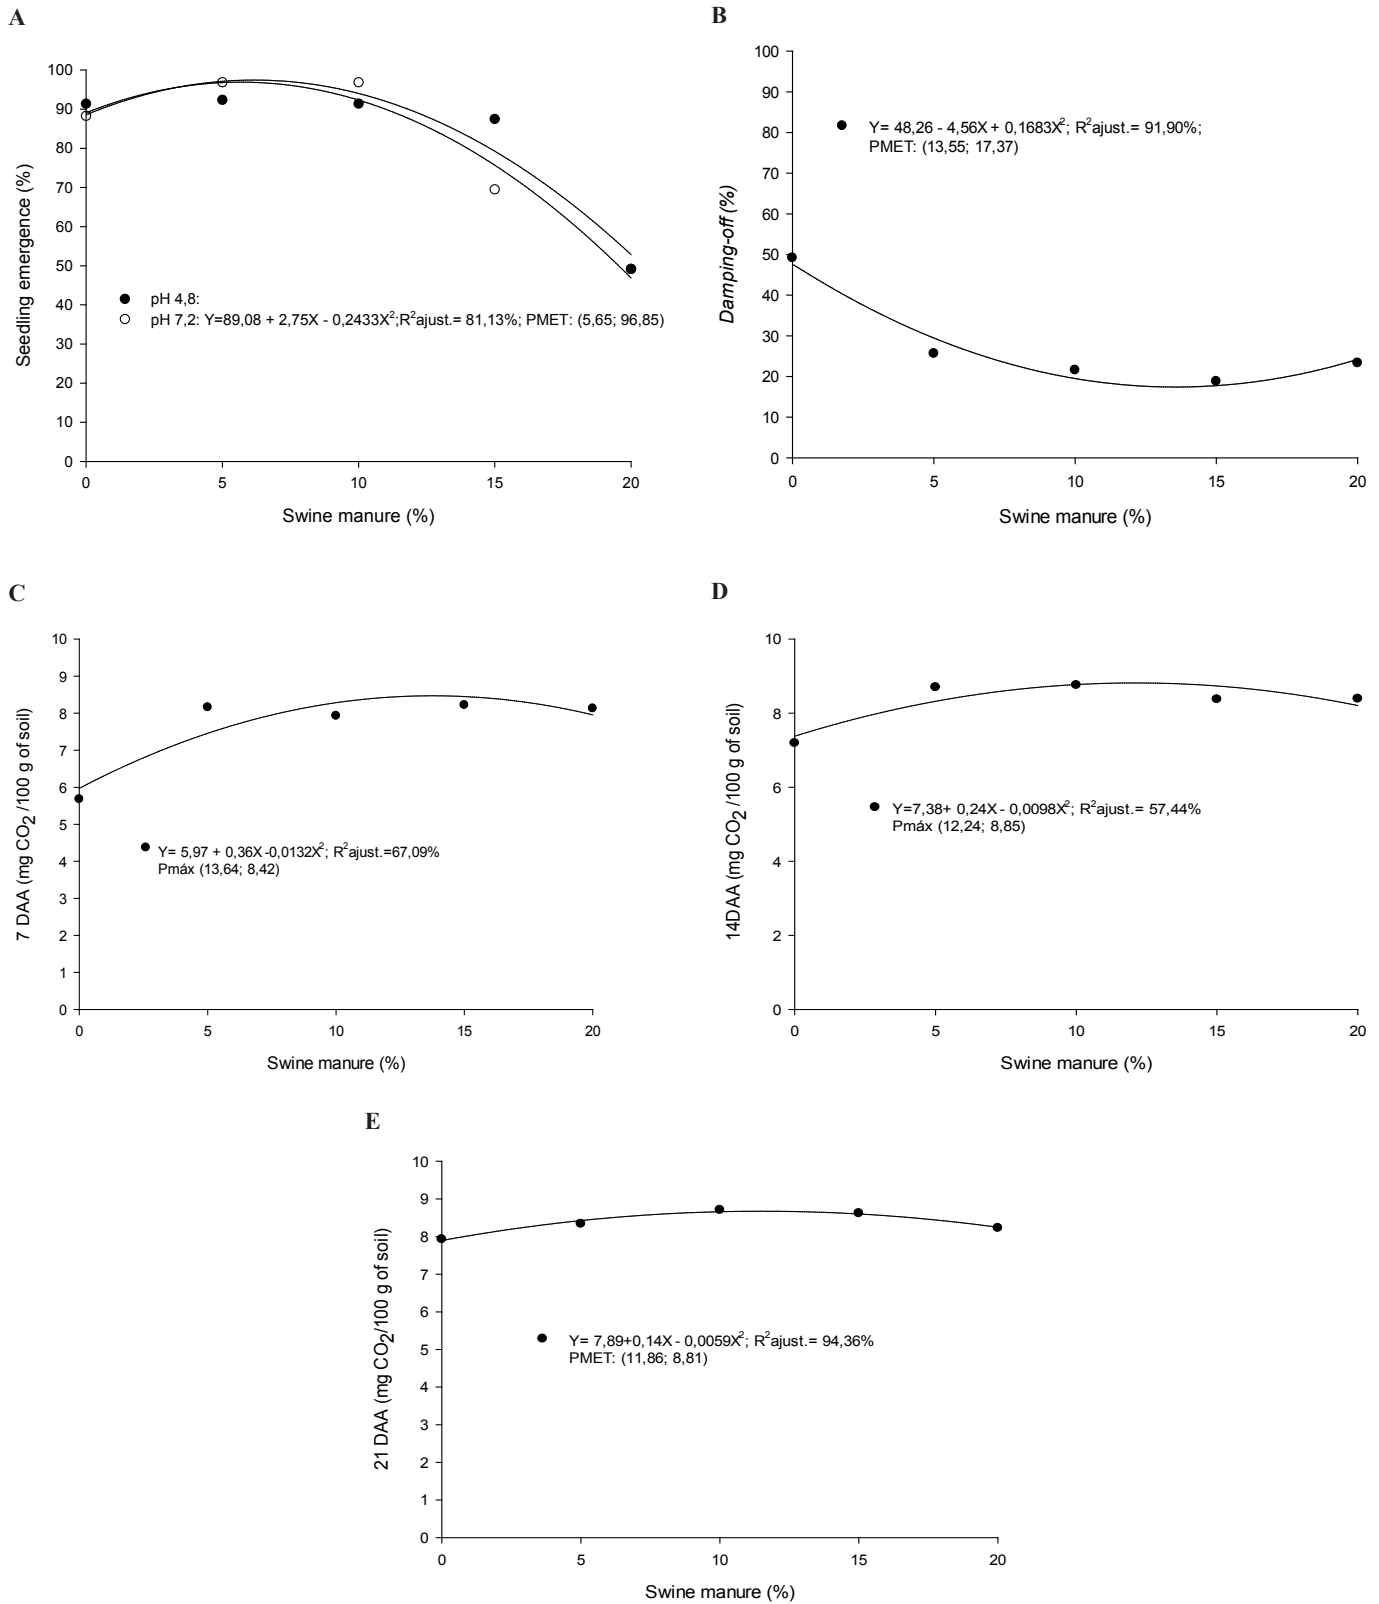 A
Seedling emergence (%)
100
90
80
70
60
50
40
30
20
10
0
pH 4,8:
pH 7,2: Y=89,08 + 2,75X - 0,2433X²;R²ajust.= 81,13%; PMET: (5,65; 96,85)
0 5 10 15 20
Swine manure (%)
B
Damping-off (%)
100
90
80
70
60
50
40
30
20
10
0
Y= 48,26 - 4,56X + 0,1683X²; R²ajust.= 91,90%;
PMET: (13,55; 17,37)
0 5 10 15 20
Swine manure (%)
C
7 DAA (mg CO₂ /100 g of soil)
10
9
8
7
6
5
4
3
2
1
0
Y= 5,97 + 0,36X -0,0132X²; R²ajust.=67,09%
Pmáx (13,64; 8,42)
0 5 10 15 20
Swine manure (%)
D
14DAA (mg CO₂ /100 g of soil)
10
8
6
4
2
0
Y=7,38+ 0,24X - 0,0098X²; R²ajust.= 57,44%
Pmáx (12,24; 8,85)
0 5 10 15 20
Swine manure (%)
E
21 DAA (mg CO₂/100 g of soil)
10
9
8
7
6
5
4
3
2
1
0
Y= 7,89+0,14X - 0,0059X²; R²ajust.= 94,36%
PMET: (11,86; 8,81)
0 5 10 15 20
Swine manure (%)